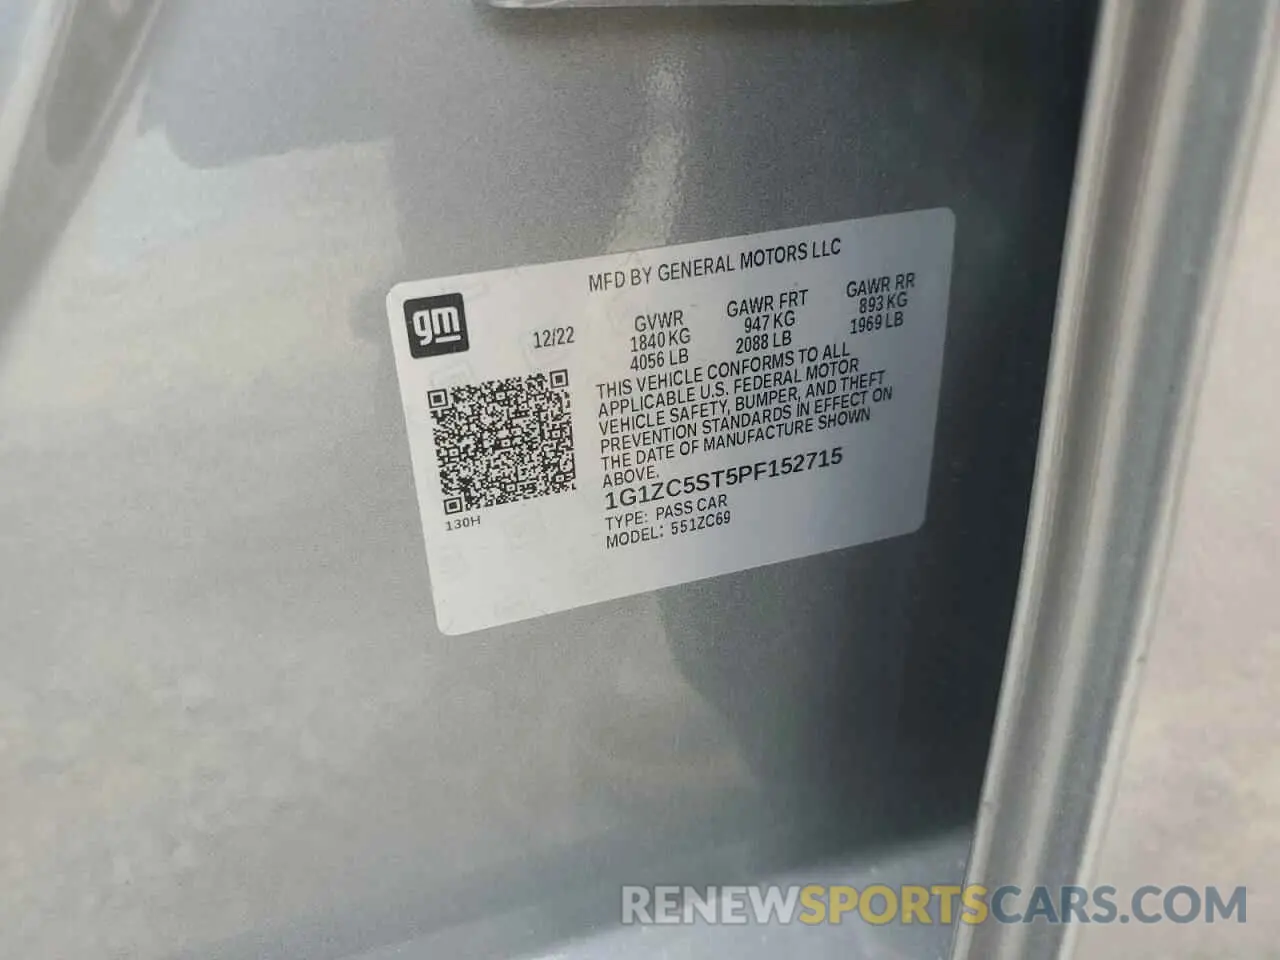 MFD BY GENERAL MOTORS LLC
gm
12/22
GVWR
1840 KG
4056 LB
GAWR FRT
947 KG
2088 LB
GAWR RR
893 KG
1969 LB
THIS VEHICLE CONFORMS TO ALL
APPLICABLE U.S. FEDERAL MOTOR
VEHICLE SAFETY, BUMPER, AND THEFT
PREVENTION STANDARDS IN EFFECT ON
THE DATE OF MANUFACTURE SHOWN
ABOVE.
1G1ZC5ST5PF152715
TYPE: PASS CAR
MODEL: 551ZC69
130H
RENEWSPORTSCARS.COM